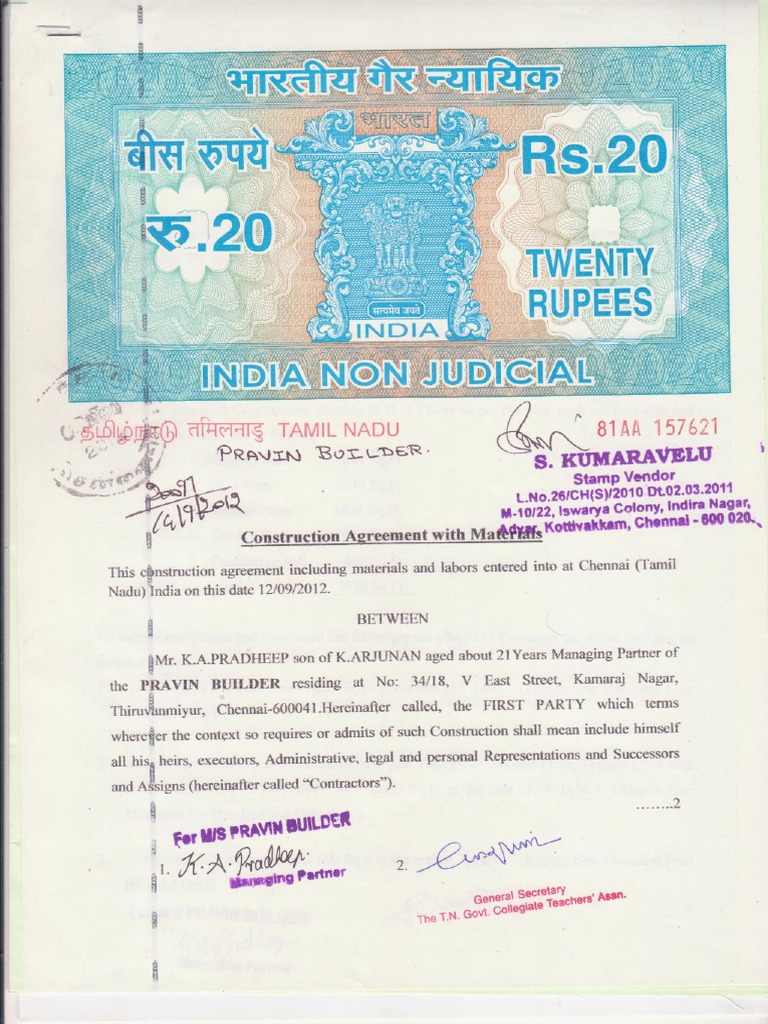 भारतीय गैर न्यायिक
भारत
बीस रुपये
Rs.20
रु.20
TWENTY
RUPEES
सत्यमेव जयते
INDIA
INDIA NON JUDICIAL
தமிழ்நாடு तमिलनाडु TAMIL NADU
81AA 157621
PRAVIN BUILDER.
S. KUMARAVELU
Stamp Vendor
L.No.26/CH(S)/2010 Dt.02.03.2011
M-10/22, Iswarya Colony, Indira Nagar,
Adyar, Kottivakkam, Chennai - 600 020.
14/9/2012
Construction Agreement with Materials
This construction agreement including materials and labors entered into at Chennai (Tamil
Nadu) India on this date 12/09/2012.
BETWEEN
Mr. K.A.PRADHEEP son of K.ARJUNAN aged about 21Years Managing Partner of
the PRAVIN BUILDER residing at No: 34/18, V East Street, Kamaraj Nagar,
Thiruvanmiyur, Chennai-600041.Hereinafter called, the FIRST PARTY which terms
wherever the context so requires or admits of such Construction shall mean include himself
all his, heirs, executors, Administrative, legal and personal Representations and Successors
and Assigns (hereinafter called “Contractors”).
........2
For M/S PRAVIN BUILDER
1. K. A. Pradheep.
Managing Partner
2.
General Secretary
The T.N. Govt. Collegiate Teachers' Assn.